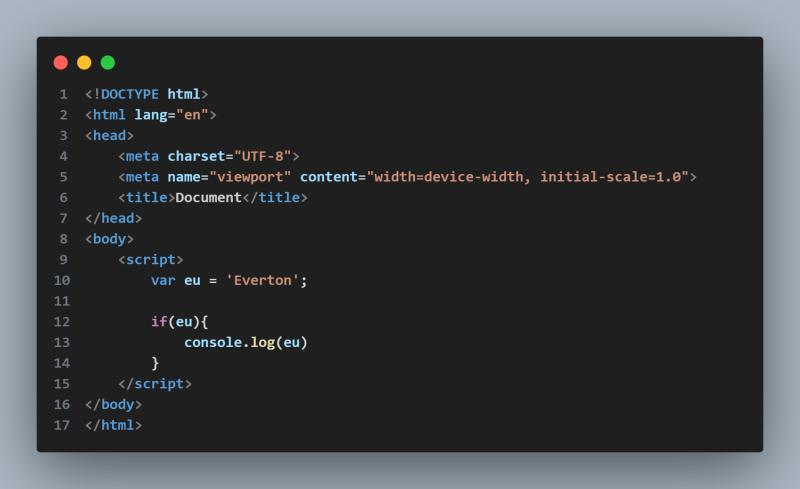 1 <!DOCTYPE html>
2 <html lang="en">
3 <head>
4     <meta charset="UTF-8">
5     <meta name="viewport" content="width=device-width, initial-scale=1.0">
6     <title>Document</title>
7 </head>
8 <body>
9     <script>
10         var eu = 'Everton';
11
12         if(eu){
13             console.log(eu)
14         }
15     </script>
16 </body>
17 </html>